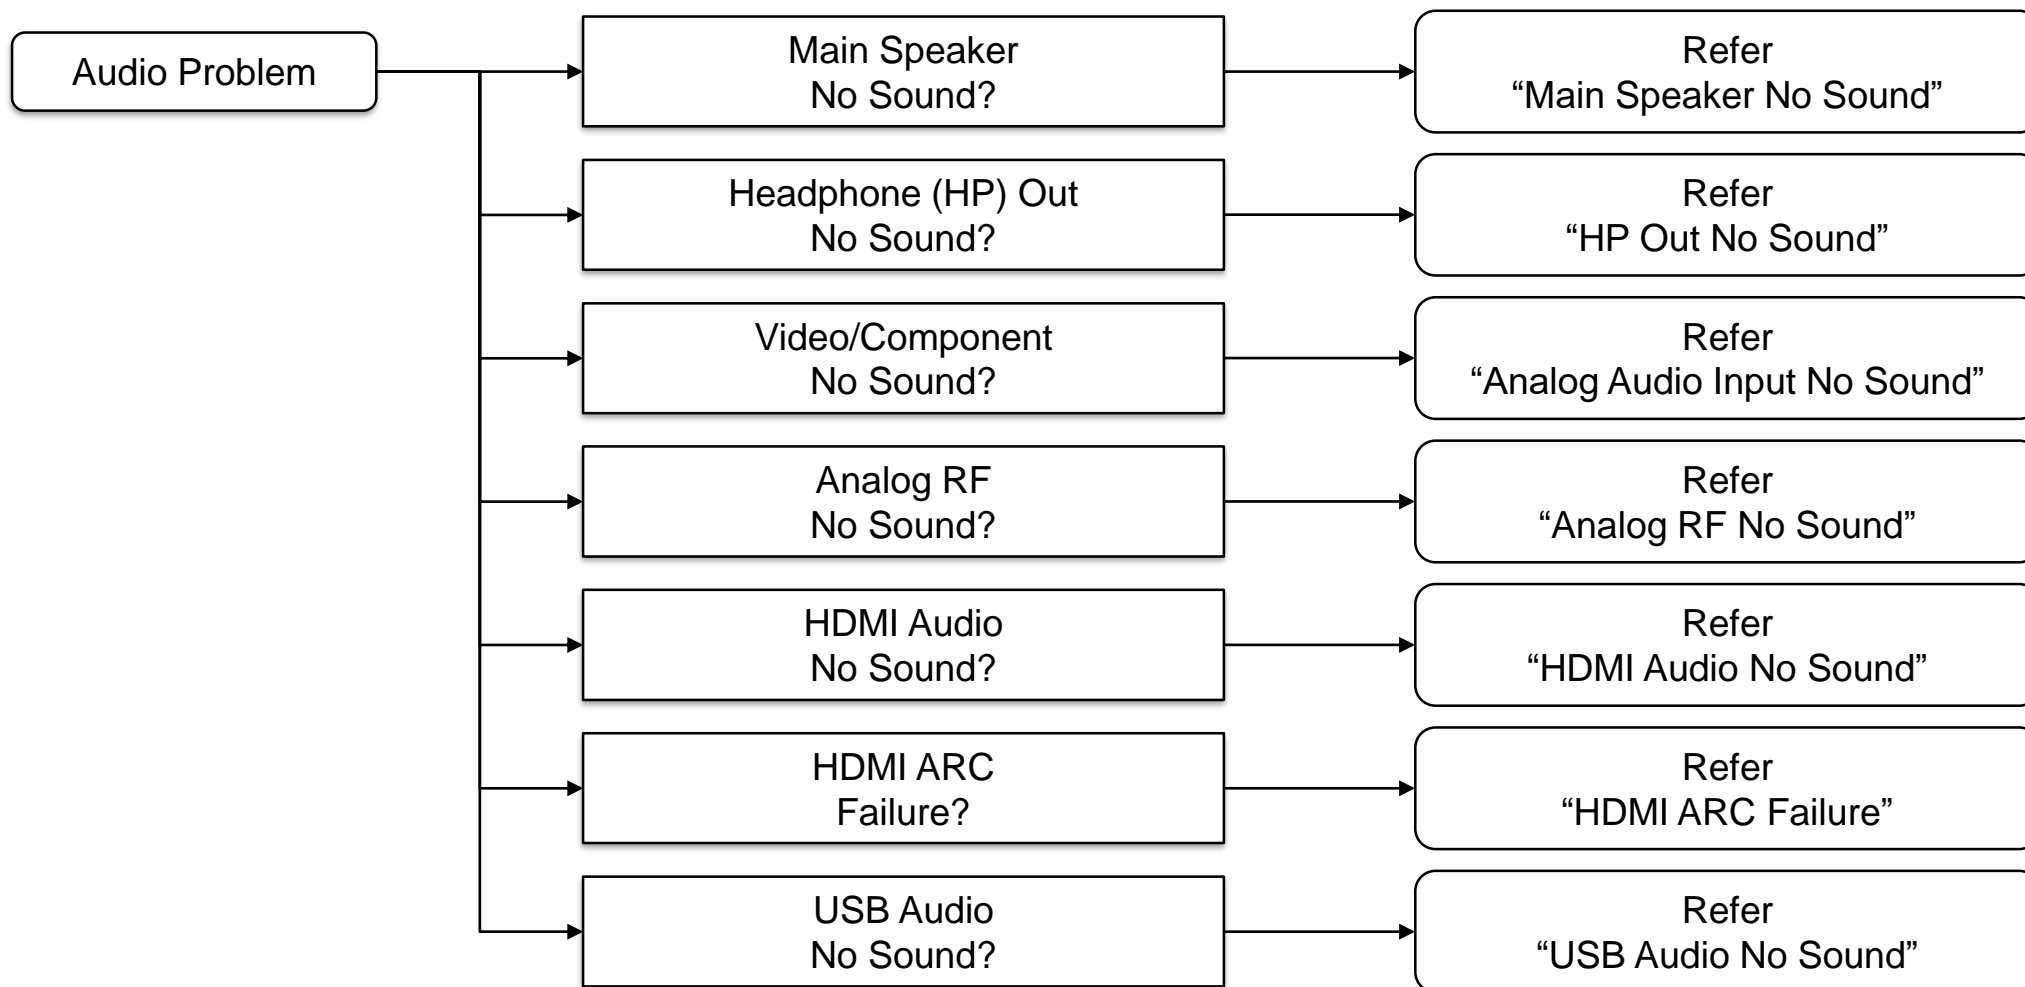 Audio Problem
Main Speaker
No Sound?
Refer
“Main Speaker No Sound”
Headphone (HP) Out
No Sound?
Refer
“HP Out No Sound”
Video/Component
No Sound?
Refer
“Analog Audio Input No Sound”
Analog RF
No Sound?
Refer
“Analog RF No Sound”
HDMI Audio
No Sound?
Refer
“HDMI Audio No Sound”
HDMI ARC
Failure?
Refer
“HDMI ARC Failure”
USB Audio
No Sound?
Refer
“USB Audio No Sound”